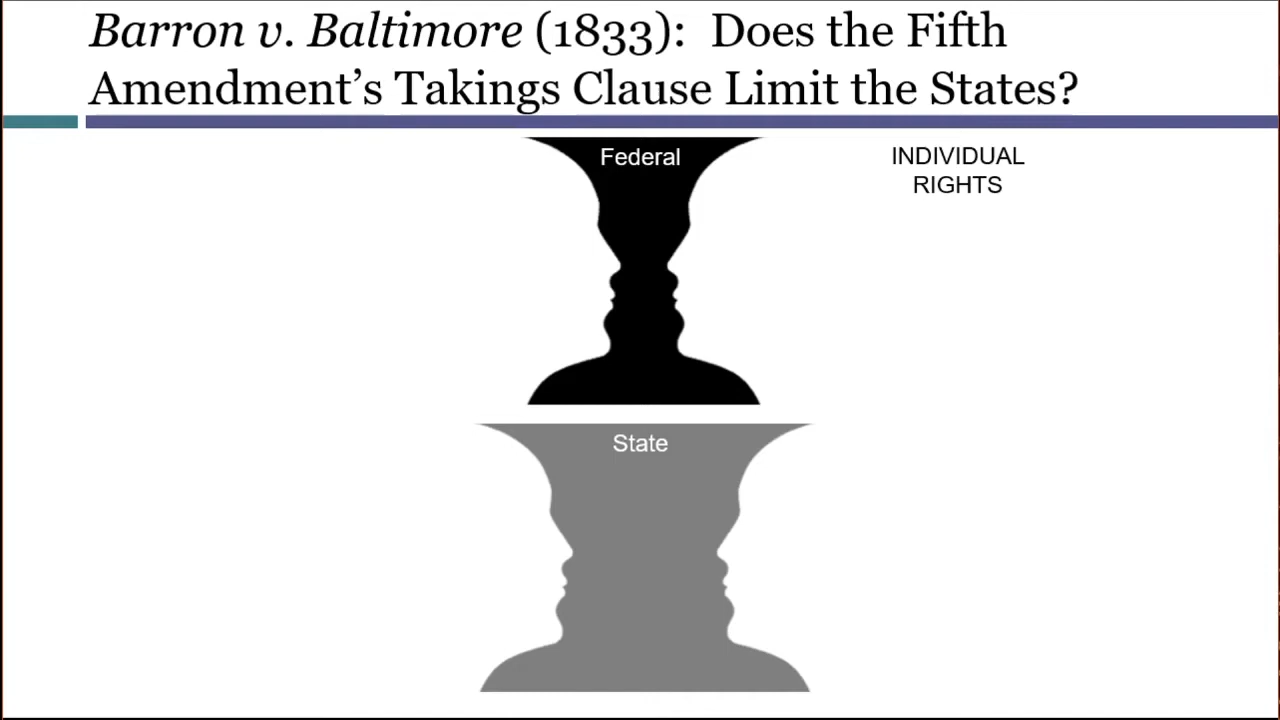 Barron v. Baltimore (1833): Does the Fifth
Amendment’s Takings Clause Limit the States?
Federal
INDIVIDUAL
RIGHTS
State